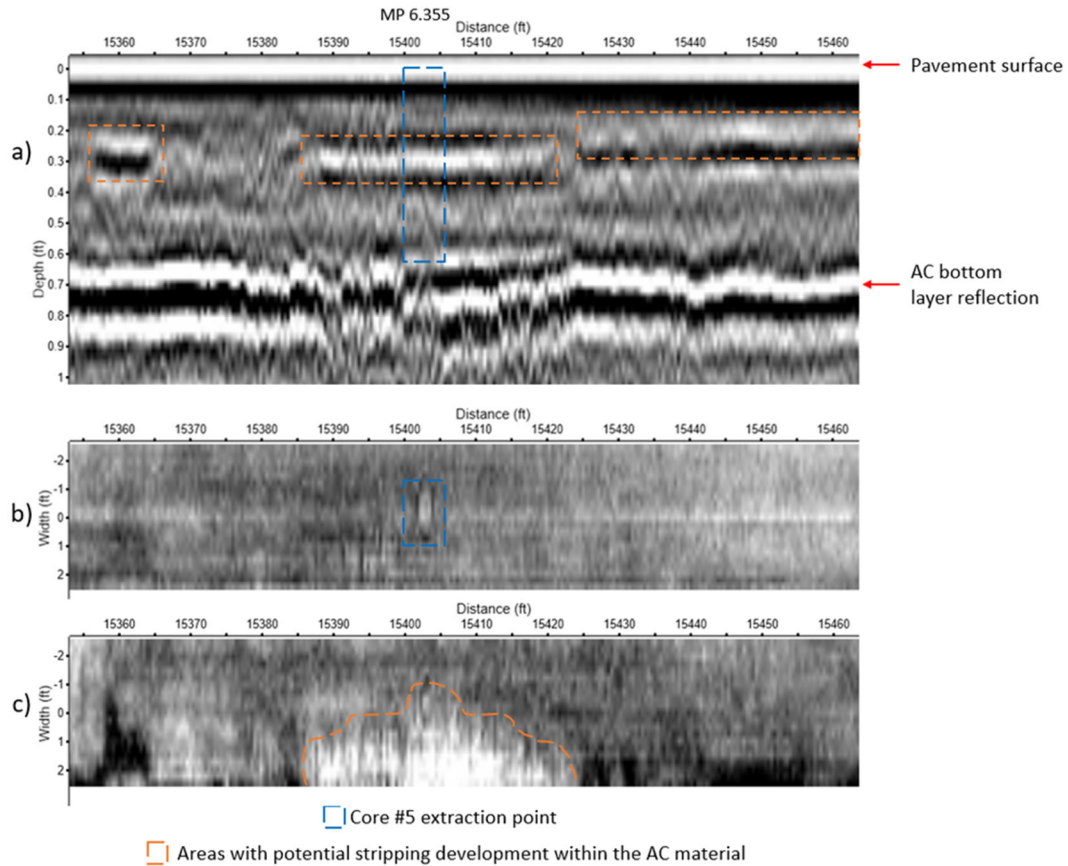 MP 6.355
Distance (ft)
15360 15370 15380 15390 15400 15410 15420 15430 15440 15450 15460
a)
Depth (ft)
0
0.1
0.2
0.3
0.4
0.5
0.6
0.7
0.8
0.9
1
Pavement surface
AC bottom
layer reflection
Distance (ft)
15360 15370 15380 15390 15400 15410 15420 15430 15440 15450 15460
b)
Width (ft)
-2
-1
0
1
2
Distance (ft)
15360 15370 15380 15390 15400 15410 15420 15430 15440 15450 15460
c)
Width (ft)
-2
-1
0
1
2
Core #5 extraction point
Areas with potential stripping development within the AC material